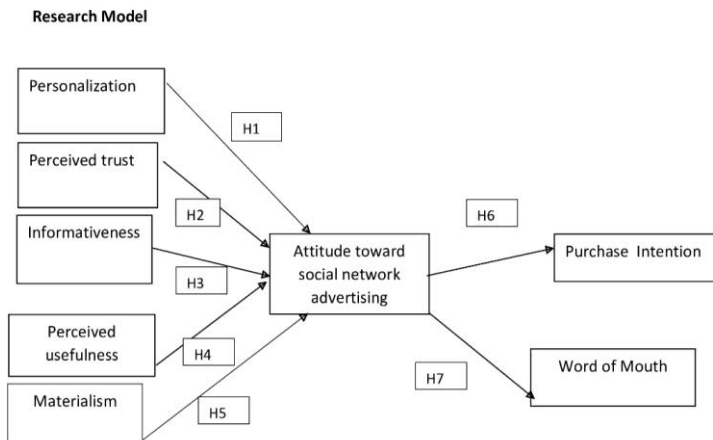 Research Model
Personalization
H1
Perceived trust
H2
Informativeness
H3
Attitude toward
social network
advertising
H6
Purchase Intention
Perceived
usefulness
H4
Materialism
H5
H7
Word of Mouth